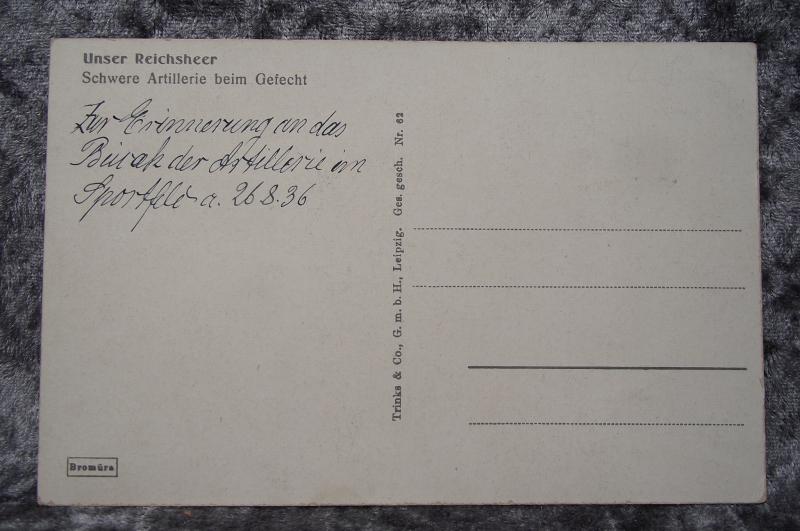 Unser Reichsheer
Schwere Artillerie beim Gefecht
Zur Erinnerung an das
Biwak der Artillerie im
Sportfeld a. 26 8. 36
Trinks & Co., G. m. b. H., Leipzig. Ges. gesch. Nr. 62
Bromüra